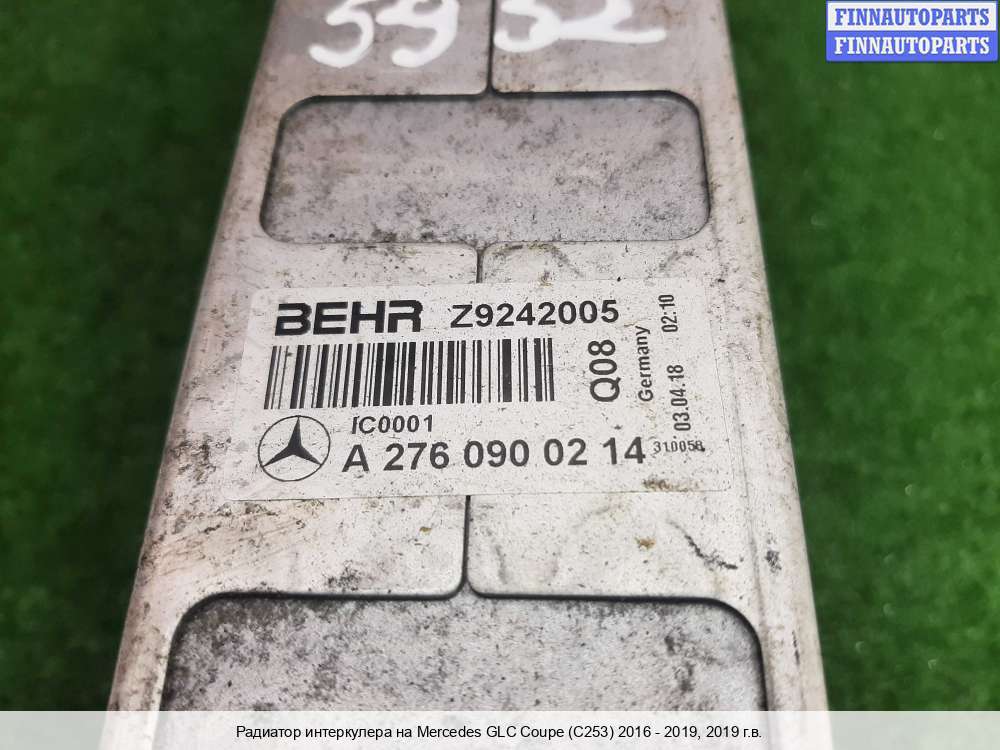 5932
FINNAUTOPARTS
FINNAUTOPARTS
BEHR Z9242005
Q08
Germany
03.04.18 02:10
IC0001
A 276 090 02 14
310058
Радиатор интеркулера на Mercedes GLC Coupe (C253) 2016 - 2019, 2019 г.в.